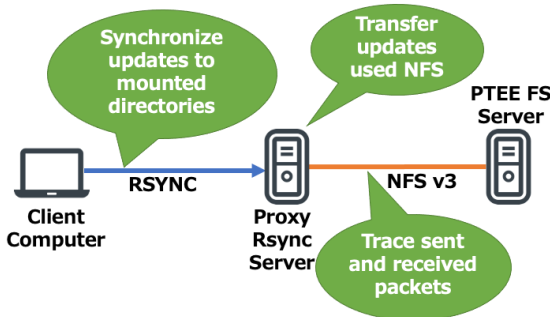 Synchronize
updates to
mounted
directories
Transfer
updates
used NFS
PTEE FS
Server
RSYNC
NFS v3
Client
Computer
Proxy
Rsync
Server
Trace sent
and received
packets